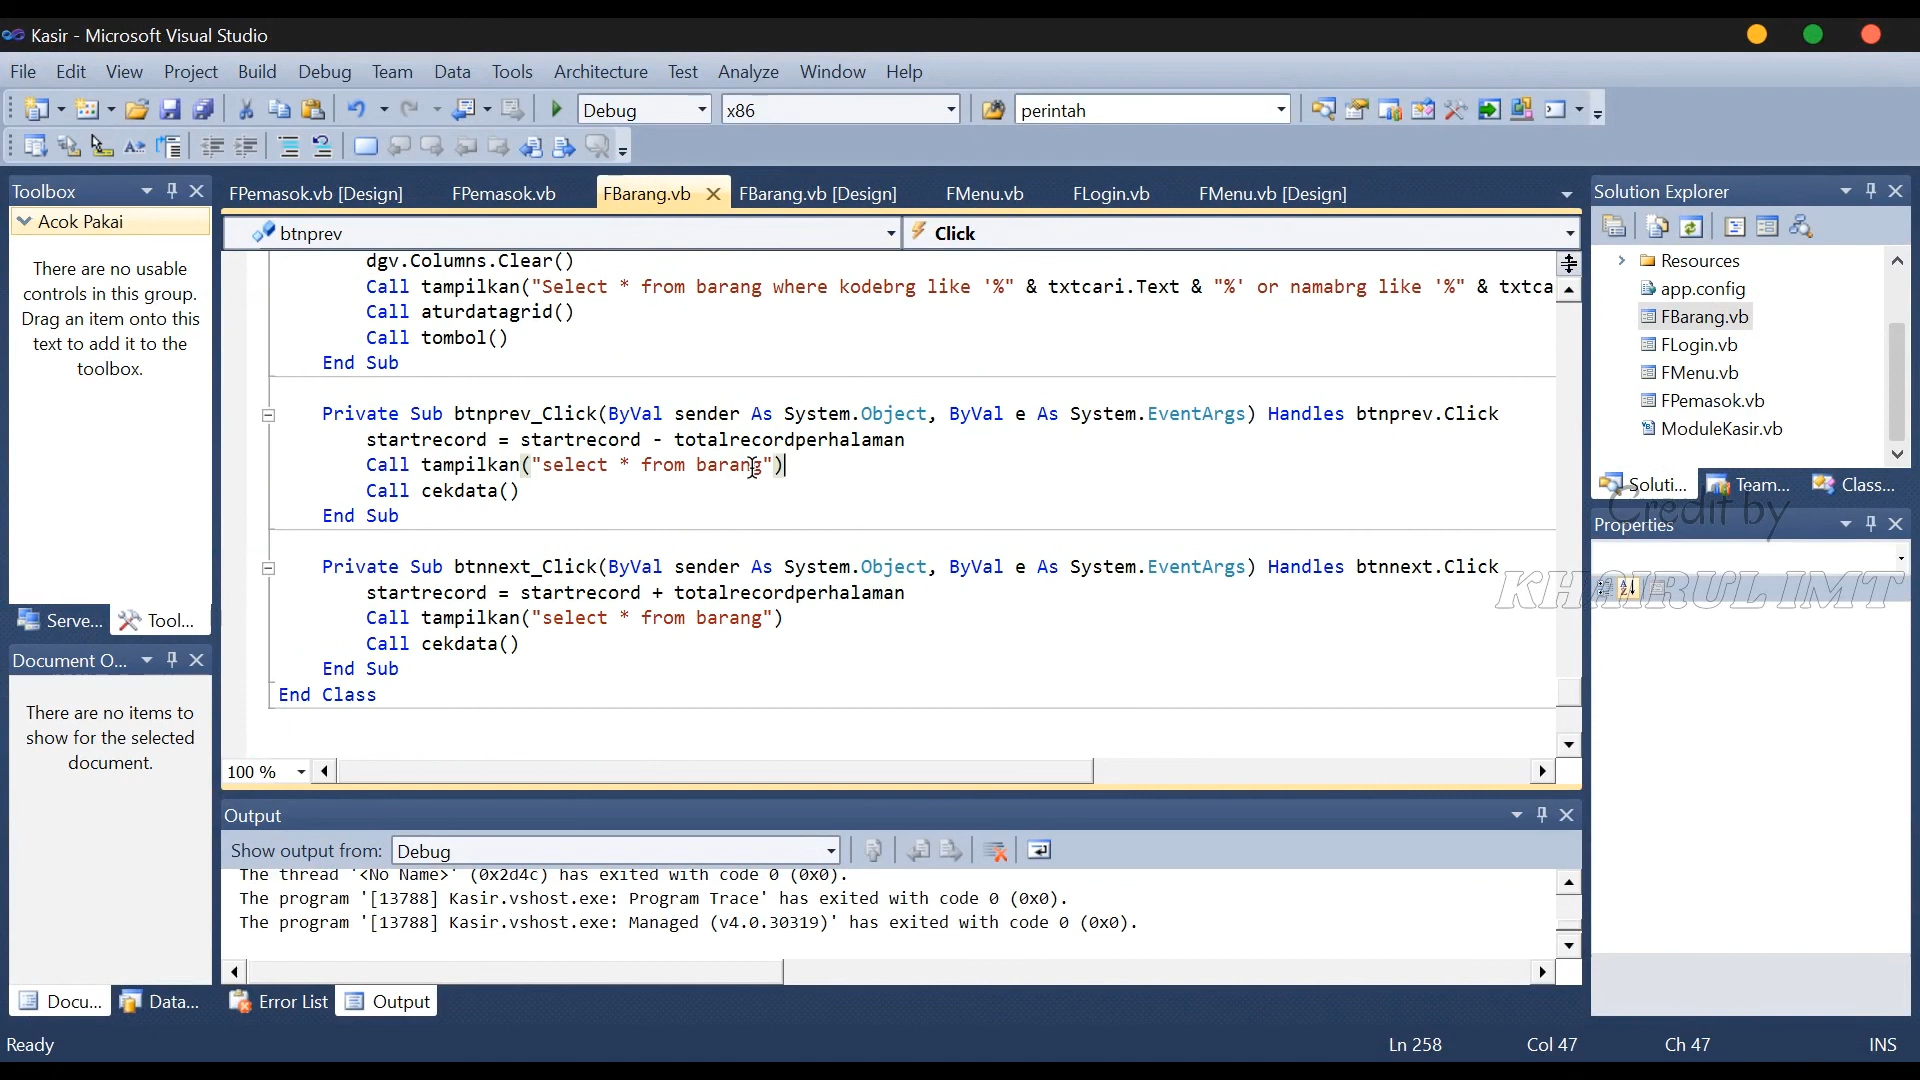 Kasir - Microsoft Visual Studio
File Edit View Project Build Debug Team Data Tools Architecture Test Analyze Window Help
Debug x86 perintah
Toolbox
Acok Pakai
There are no usable
controls in this group.
Drag an item onto this
text to add it to the
toolbox.
Serve... Tool...
Document O...
There are no items to
show for the selected
document.
Docu... Data...
FPemasok.vb [Design] FPemasok.vb FBarang.vb FBarang.vb [Design] FMenu.vb FLogin.vb FMenu.vb [Design]
btnprev Click
dgv.Columns.Clear()
Call tampilkan("Select * from barang where kodebrg like '%" & txtcari.Text & "%' or namabrg like '%" & txtca
Call aturdatagrid()
Call tombol()
End Sub
Private Sub btnprev_Click(ByVal sender As System.Object, ByVal e As System.EventArgs) Handles btnprev.Click
startrecord = startrecord - totalrecordperhalaman
Call tampilkan("select * from barang")
Call cekdata()
End Sub
Private Sub btnnext_Click(ByVal sender As System.Object, ByVal e As System.EventArgs) Handles btnnext.Click
startrecord = startrecord + totalrecordperhalaman
Call tampilkan("select * from barang")
Call cekdata()
End Sub
End Class
100 %
Output
Show output from: Debug
The thread '<No Name>' (0x2d4c) has exited with code 0 (0x0).
The program '[13788] Kasir.vshost.exe: Program Trace' has exited with code 0 (0x0).
The program '[13788] Kasir.vshost.exe: Managed (v4.0.30319)' has exited with code 0 (0x0).
Error List Output
Solution Explorer
Resources
app.config
FBarang.vb
FLogin.vb
FMenu.vb
FPemasok.vb
ModuleKasir.vb
Soluti... Team... Class...
Credit by
Properties
KHAIRUL IMT
Ready Ln 258 Col 47 Ch 47 INS